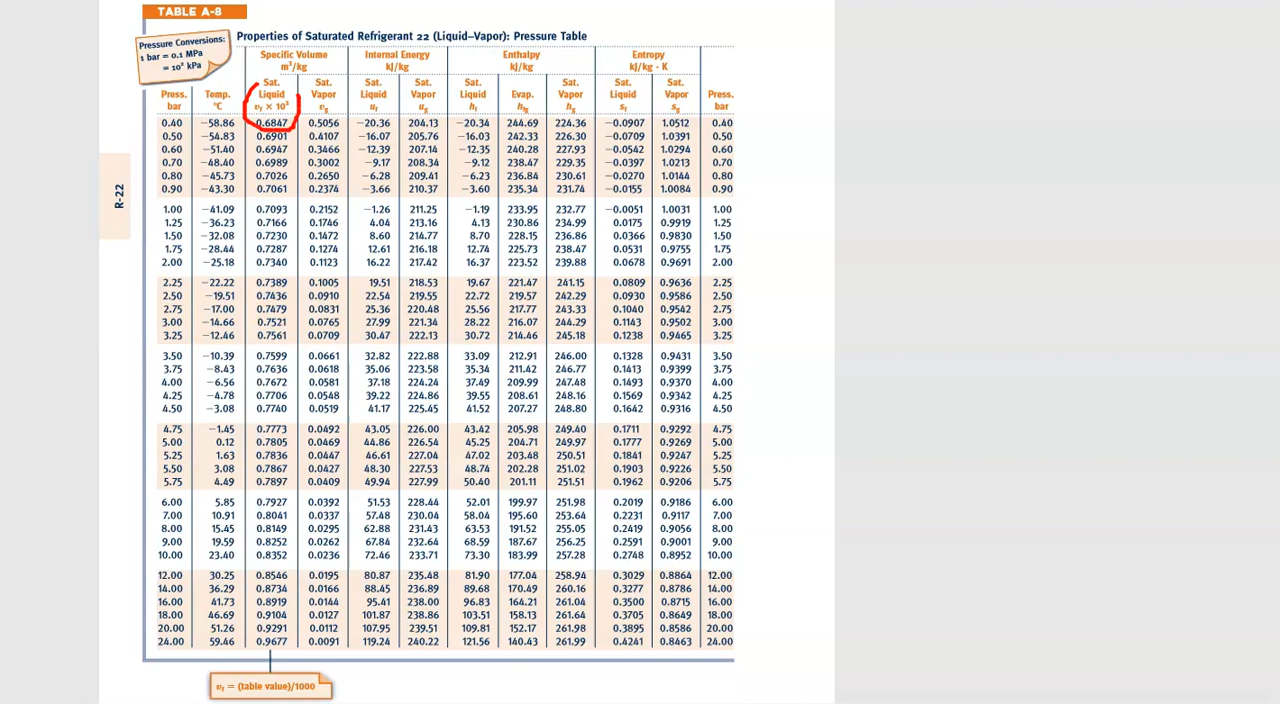 TABLE A-8
Pressure Conversions:
1 bar = 0.1 MPa
= 10² kPa
Properties of Saturated Refrigerant 22 (Liquid–Vapor): Pressure Table
Specific Volume Internal Energy Enthalpy Entropy
m³/kg kJ/kg kJ/kg kJ/kg · K
Sat. Sat. Sat. Sat. Sat. Sat. Sat. Sat.
Press. Temp. Liquid Vapor Liquid Vapor Liquid Evap. Vapor Liquid Vapor Press.
bar °C vf × 10³ vg uf ug hf hfg hg sf sg bar
0.40 −58.86 0.6847 0.5056 −20.36 204.13 −20.34 244.69 224.36 −0.0907 1.0512 0.40
0.50 −54.83 0.6901 0.4107 −16.07 205.76 −16.03 242.33 226.30 −0.0709 1.0391 0.50
0.60 −51.40 0.6947 0.3466 −12.39 207.14 −12.35 240.28 227.93 −0.0542 1.0294 0.60
0.70 −48.40 0.6989 0.3002 −9.17 208.34 −9.12 238.47 229.35 −0.0397 1.0213 0.70
0.80 −45.73 0.7026 0.2650 −6.28 209.41 −6.23 236.84 230.61 −0.0270 1.0144 0.80
0.90 −43.30 0.7061 0.2374 −3.66 210.37 −3.60 235.34 231.74 −0.0155 1.0084 0.90
1.00 −41.09 0.7093 0.2152 −1.26 211.25 −1.19 233.95 232.77 −0.0051 1.0031 1.00
1.25 −36.23 0.7166 0.1746 4.04 213.16 4.13 230.86 234.99 0.0175 0.9919 1.25
1.50 −32.08 0.7230 0.1472 8.60 214.77 8.70 228.15 236.86 0.0366 0.9830 1.50
1.75 −28.44 0.7287 0.1274 12.61 216.18 12.74 225.73 238.47 0.0531 0.9755 1.75
2.00 −25.18 0.7340 0.1123 16.22 217.42 16.37 223.52 239.88 0.0678 0.9691 2.00
R-22
2.25 −22.22 0.7389 0.1005 19.51 218.53 19.67 221.47 241.15 0.0809 0.9636 2.25
2.50 −19.51 0.7436 0.0910 22.54 219.55 22.72 219.57 242.29 0.0930 0.9586 2.50
2.75 −17.00 0.7479 0.0831 25.36 220.48 25.56 217.77 243.33 0.1040 0.9542 2.75
3.00 −14.66 0.7521 0.0765 27.99 221.34 28.22 216.07 244.29 0.1143 0.9502 3.00
3.25 −12.46 0.7561 0.0709 30.47 222.13 30.72 214.46 245.18 0.1238 0.9465 3.25
3.50 −10.39 0.7599 0.0661 32.82 222.88 33.09 212.91 246.00 0.1328 0.9431 3.50
3.75 −8.43 0.7636 0.0618 35.06 223.58 35.34 211.42 246.77 0.1413 0.9399 3.75
4.00 −6.56 0.7672 0.0581 37.18 224.24 37.49 209.99 247.48 0.1493 0.9370 4.00
4.25 −4.78 0.7706 0.0548 39.22 224.86 39.55 208.61 248.16 0.1569 0.9342 4.25
4.50 −3.08 0.7740 0.0519 41.17 225.45 41.52 207.27 248.80 0.1642 0.9316 4.50
4.75 −1.45 0.7773 0.0492 43.05 226.00 43.42 205.98 249.40 0.1711 0.9292 4.75
5.00 0.12 0.7805 0.0469 44.86 226.54 45.25 204.71 249.97 0.1777 0.9269 5.00
5.25 1.63 0.7836 0.0447 46.61 227.04 47.02 203.48 250.51 0.1841 0.9247 5.25
5.50 3.08 0.7867 0.0427 48.30 227.53 48.74 202.28 251.02 0.1903 0.9226 5.50
5.75 4.49 0.7897 0.0409 49.94 227.99 50.40 201.11 251.51 0.1962 0.9206 5.75
6.00 5.85 0.7927 0.0392 51.53 228.44 52.01 199.97 251.98 0.2019 0.9186 6.00
7.00 10.91 0.8041 0.0337 57.48 230.04 58.04 195.60 253.64 0.2231 0.9117 7.00
8.00 15.45 0.8149 0.0295 62.88 231.43 63.53 191.52 255.05 0.2419 0.9056 8.00
9.00 19.59 0.8252 0.0262 67.84 232.64 68.59 187.67 256.25 0.2591 0.9001 9.00
10.00 23.40 0.8352 0.0236 72.46 233.71 73.30 183.99 257.28 0.2748 0.8952 10.00
12.00 30.25 0.8546 0.0195 80.87 235.48 81.90 177.04 258.94 0.3029 0.8864 12.00
14.00 36.29 0.8734 0.0166 88.45 236.89 89.68 170.49 260.16 0.3277 0.8786 14.00
16.00 41.73 0.8919 0.0144 95.41 238.00 96.83 164.21 261.04 0.3500 0.8715 16.00
18.00 46.69 0.9104 0.0127 101.87 238.86 103.51 158.13 261.64 0.3705 0.8649 18.00
20.00 51.26 0.9291 0.0112 107.95 239.51 109.81 152.17 261.98 0.3895 0.8586 20.00
24.00 59.46 0.9677 0.0091 119.24 240.22 121.56 140.43 261.99 0.4241 0.8463 24.00
vf = (table value)/1000